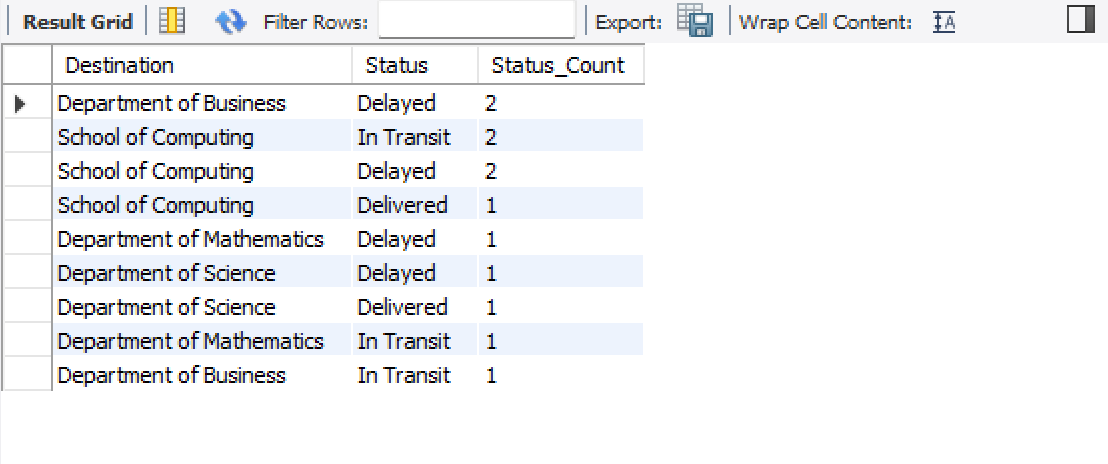 Result Grid Filter Rows: Export: Wrap Cell Content: IA
Destination Status Status_Count
Department of Business Delayed 2
School of Computing In Transit 2
School of Computing Delayed 2
School of Computing Delivered 1
Department of Mathematics Delayed 1
Department of Science Delayed 1
Department of Science Delivered 1
Department of Mathematics In Transit 1
Department of Business In Transit 1